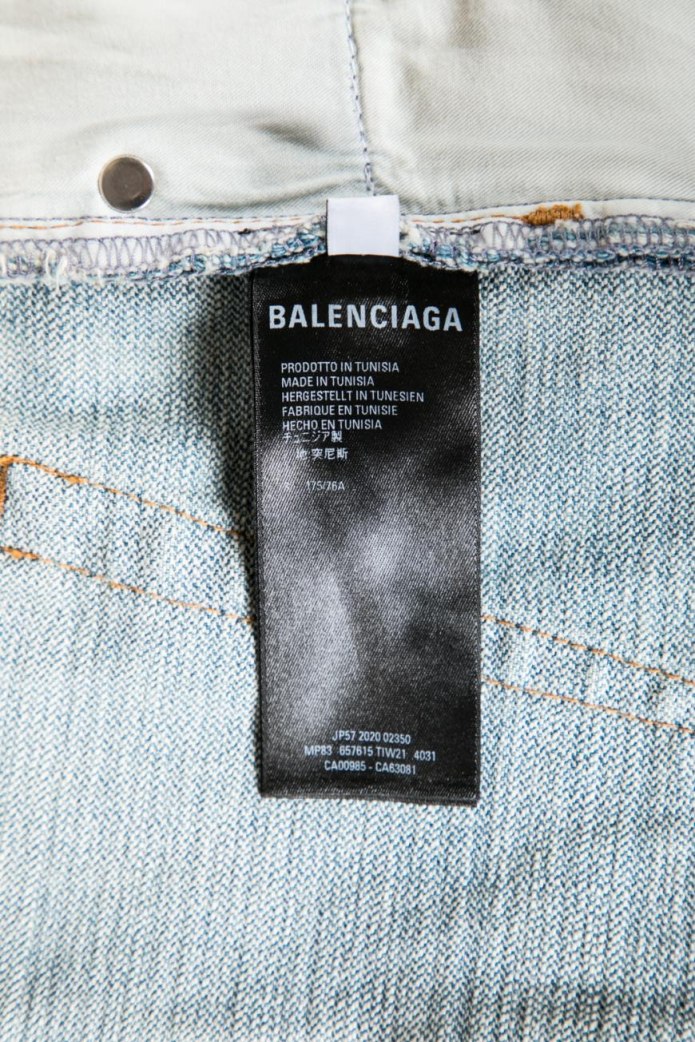 BALENCIAGA
PRODOTTO IN TUNISIA
MADE IN TUNISIA
HERGESTELLT IN TUNESIEN
FABRIQUE EN TUNISIE
HECHO EN TUNISIA
チュニジア製
地: 突尼斯
175/76A
JP57 2020 02350
MP83 657615 TIW21 4031
CA00985 - CA63081